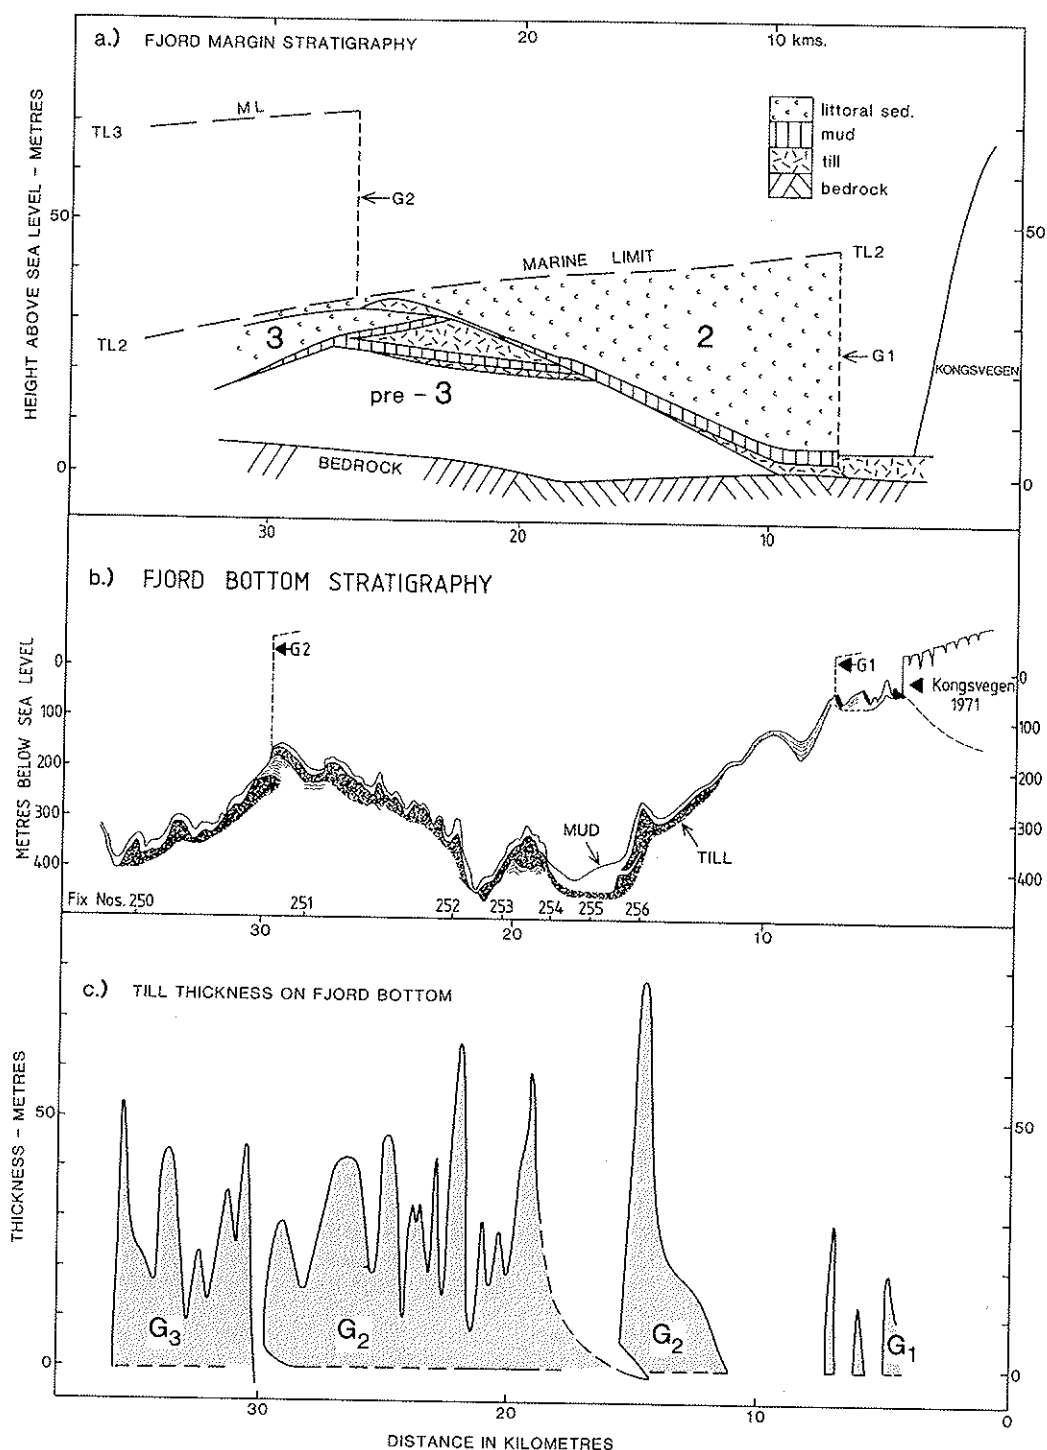 a.) FJORD MARGIN STRATIGRAPHY
20
10 kms.
littoral sed.
mud
till
bedrock
ML
TL3
G2
50
50
MARINE LIMIT
TL2
TL2
3
2
G1
KONGSVEGEN
pre - 3
BEDROCK
0
0
HEIGHT ABOVE SEA LEVEL - METRES
30
20
10
b.) FJORD BOTTOM STRATIGRAPHY
G2
G1
Kongsvegen
1971
0
100
200
300
400
0
100
200
300
400
METRES BELOW SEA LEVEL
MUD
TILL
Fix Nos. 250
251
252
253
254
255
256
30
20
10
c.) TILL THICKNESS ON FJORD BOTTOM
50
50
THICKNESS - METRES
G3
G2
G2
G1
0
0
30
20
10
0
DISTANCE IN KILOMETRES